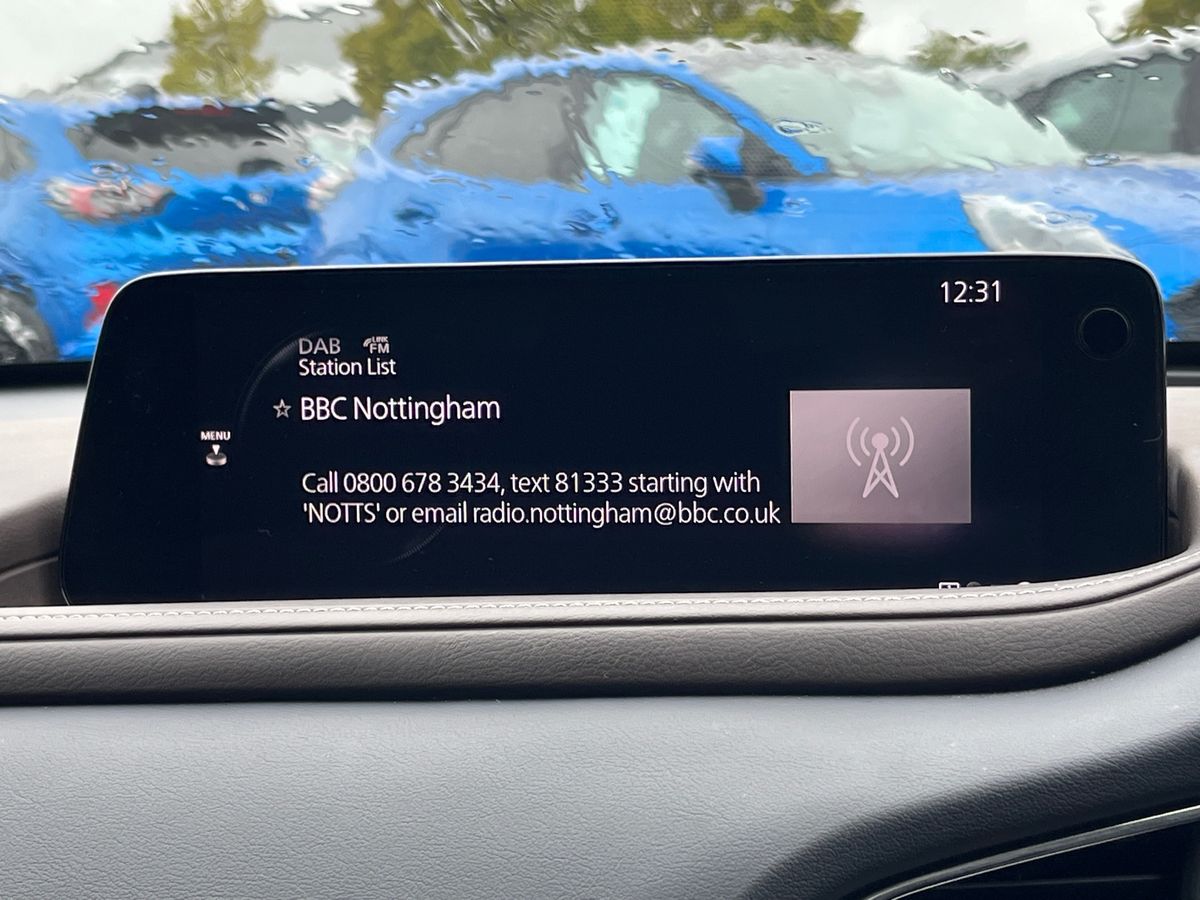 12:31
DAB LINK FM
Station List
BBC Nottingham
MENU
Call 0800 678 3434, text 81333 starting with
'NOTTS' or email radio.nottingham@bbc.co.uk